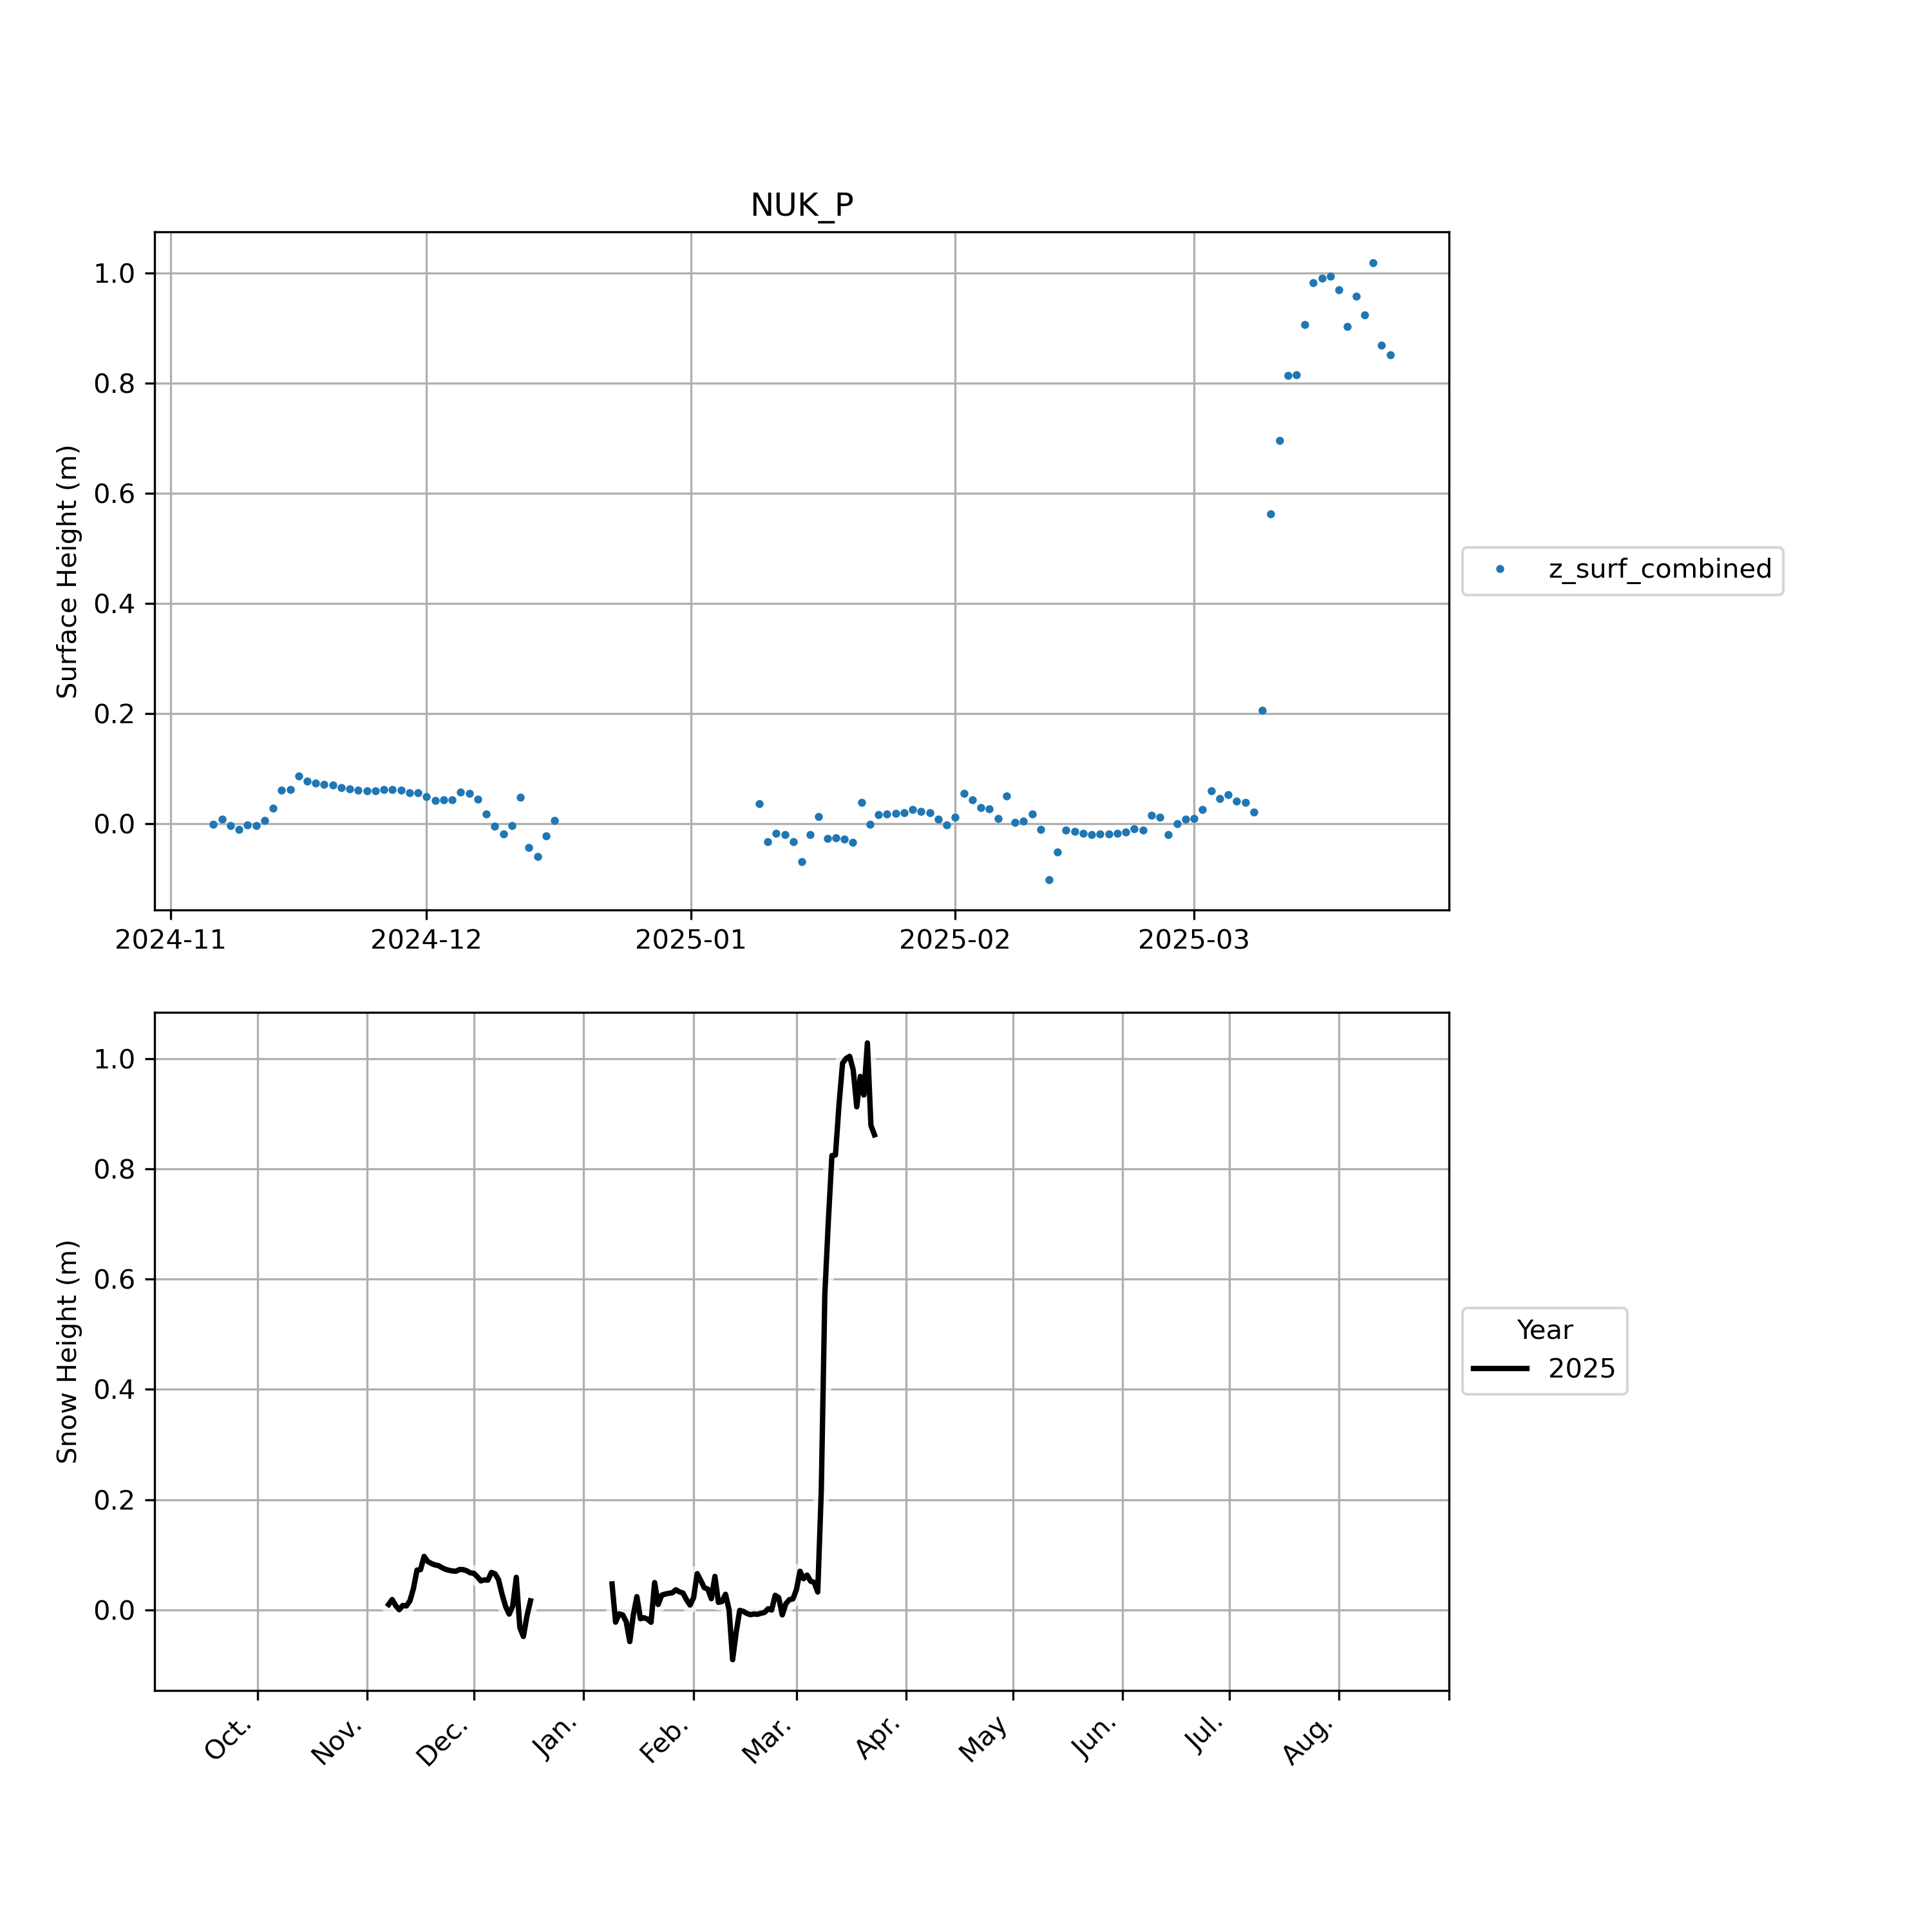 NUK_P
1.0
0.8
0.6
0.4
0.2
0.0
Surface Height (m)
2024-11 2024-12 2025-01 2025-02 2025-03
z_surf_combined
1.0
0.8
0.6
0.4
0.2
0.0
Snow Height (m)
Oct. Nov. Dec. Jan. Feb. Mar. Apr. May Jun. Jul. Aug.
Year
2025